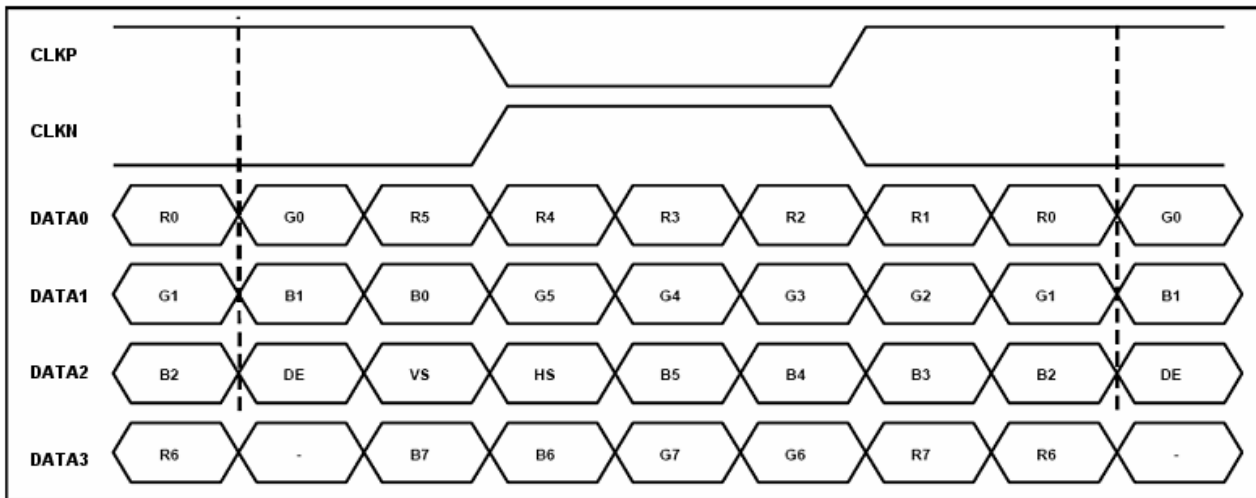 CLKP
CLKN
DATA0 R0 G0 R5 R4 R3 R2 R1 R0 G0
DATA1 G1 B1 B0 G5 G4 G3 G2 G1 B1
DATA2 B2 DE VS HS B5 B4 B3 B2 DE
DATA3 R6 - B7 B6 G7 G6 R7 R6 -